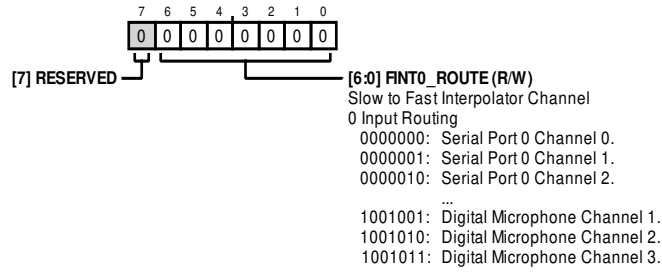 7 6 5 4 3 2 1 0
0 0 0 0 0 0 0 0
[7] RESERVED
[6:0] FINT0_ROUTE (R/W)
Slow to Fast Interpolator Channel
0 Input Routing
0000000: Serial Port 0 Channel 0.
0000001: Serial Port 0 Channel 1.
0000010: Serial Port 0 Channel 2.
...
1001001: Digital Microphone Channel 1.
1001010: Digital Microphone Channel 2.
1001011: Digital Microphone Channel 3.